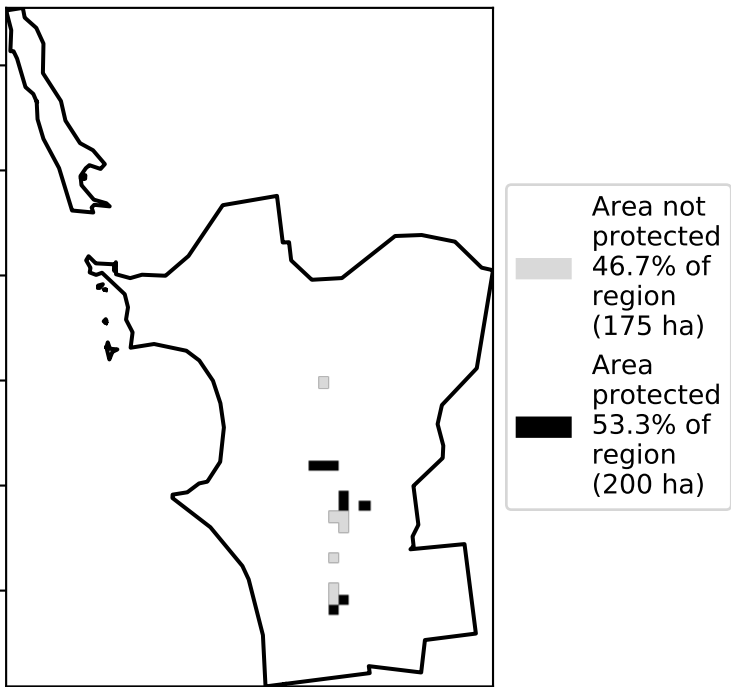 Area not
protected
46.7% of
region
(175 ha)
Area
protected
53.3% of
region
(200 ha)